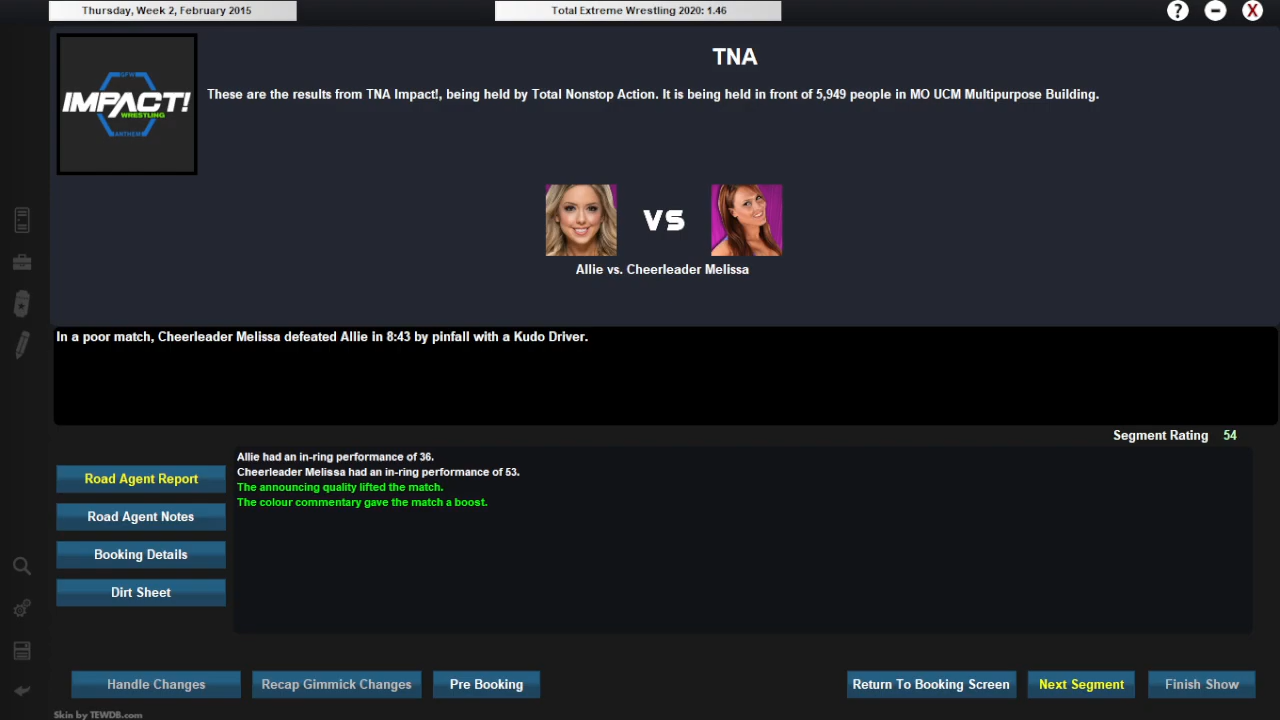 Thursday, Week 2, February 2015
Total Extreme Wrestling 2020: 1.46
?
X
TNA
GFW
IMPACT!
WRESTLING
ANTHEM
These are the results from TNA Impact!, being held by Total Nonstop Action. It is being held in front of 5,949 people in MO UCM Multipurpose Building.
VS
Allie vs. Cheerleader Melissa
In a poor match, Cheerleader Melissa defeated Allie in 8:43 by pinfall with a Kudo Driver.
Segment Rating 54
Allie had an in-ring performance of 36.
Cheerleader Melissa had an in-ring performance of 53.
The announcing quality lifted the match.
The colour commentary gave the match a boost.
Road Agent Report
Road Agent Notes
Booking Details
Dirt Sheet
Handle Changes
Recap Gimmick Changes
Pre Booking
Return To Booking Screen
Next Segment
Finish Show
Skin by TEWDB.com